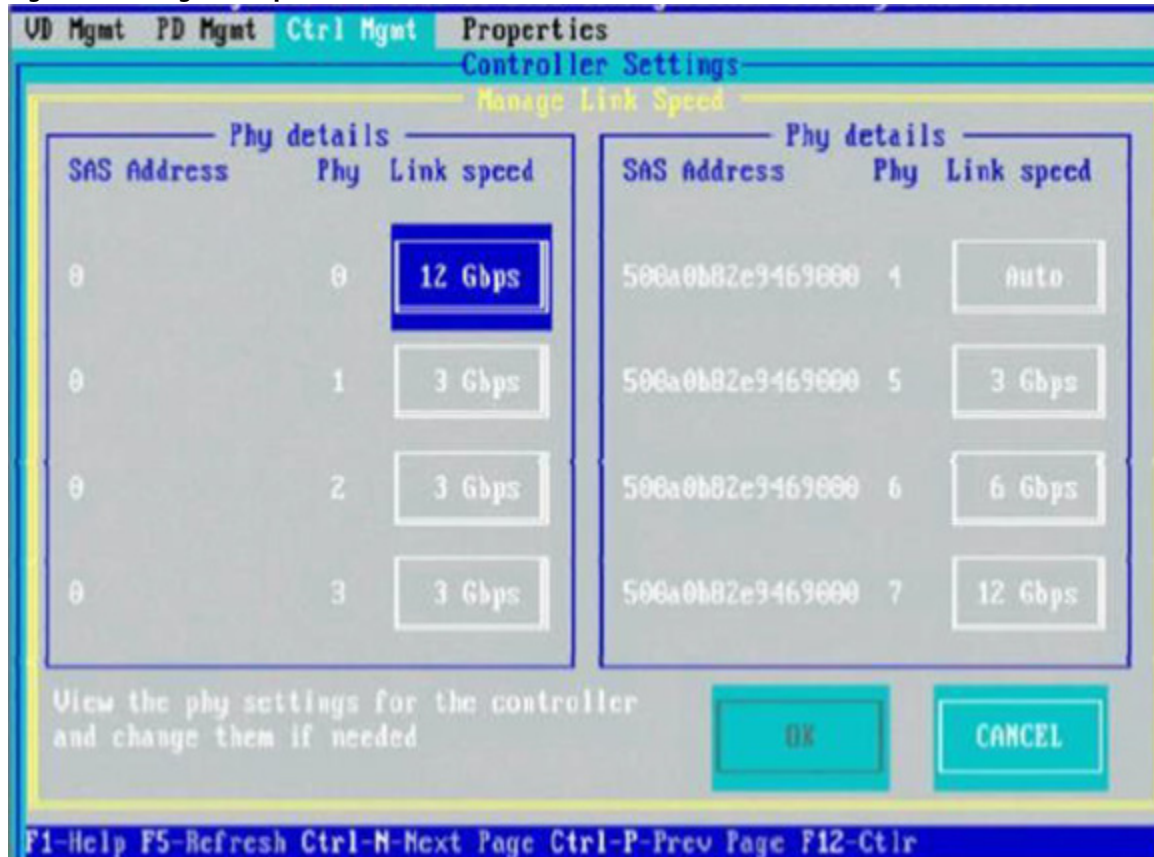 VD Mgmt PD Mgmt Ctrl Mgmt Properties
Controller Settings
Manage Link Speed
Phy details
SAS Address Phy Link speed
0 0 12 Gbps
0 1 3 Gbps
0 2 3 Gbps
0 3 3 Gbps
Phy details
SAS Address Phy Link speed
500a0b82e9469000 4 Auto
500a0b82e9469000 5 3 Gbps
500a0b82e9469000 6 6 Gbps
500a0b82e9469000 7 12 Gbps
View the phy settings for the controller
and change them if needed
OK CANCEL
F1-Help F5-Refresh Ctrl-N-Next Page Ctrl-P-Prev Page F12-Ctlr